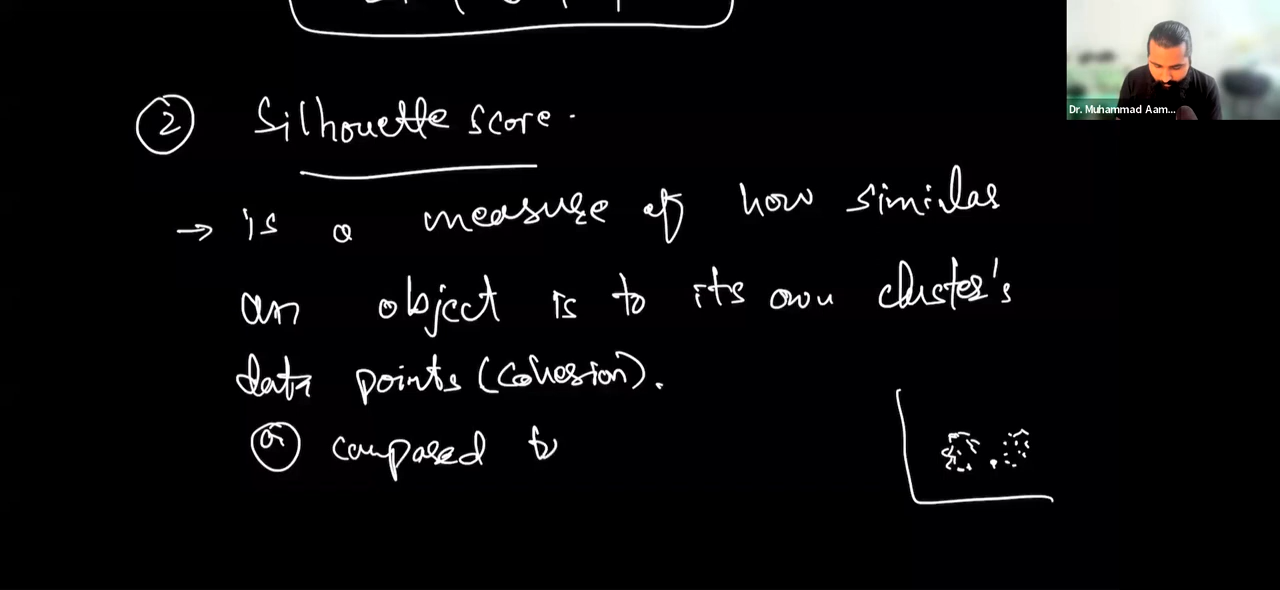 ② Silhouette score.
→ is a measure of how similar
an object is to its own cluster's
data points (cohesion).
compared to
Dr. Muhammad Aam...